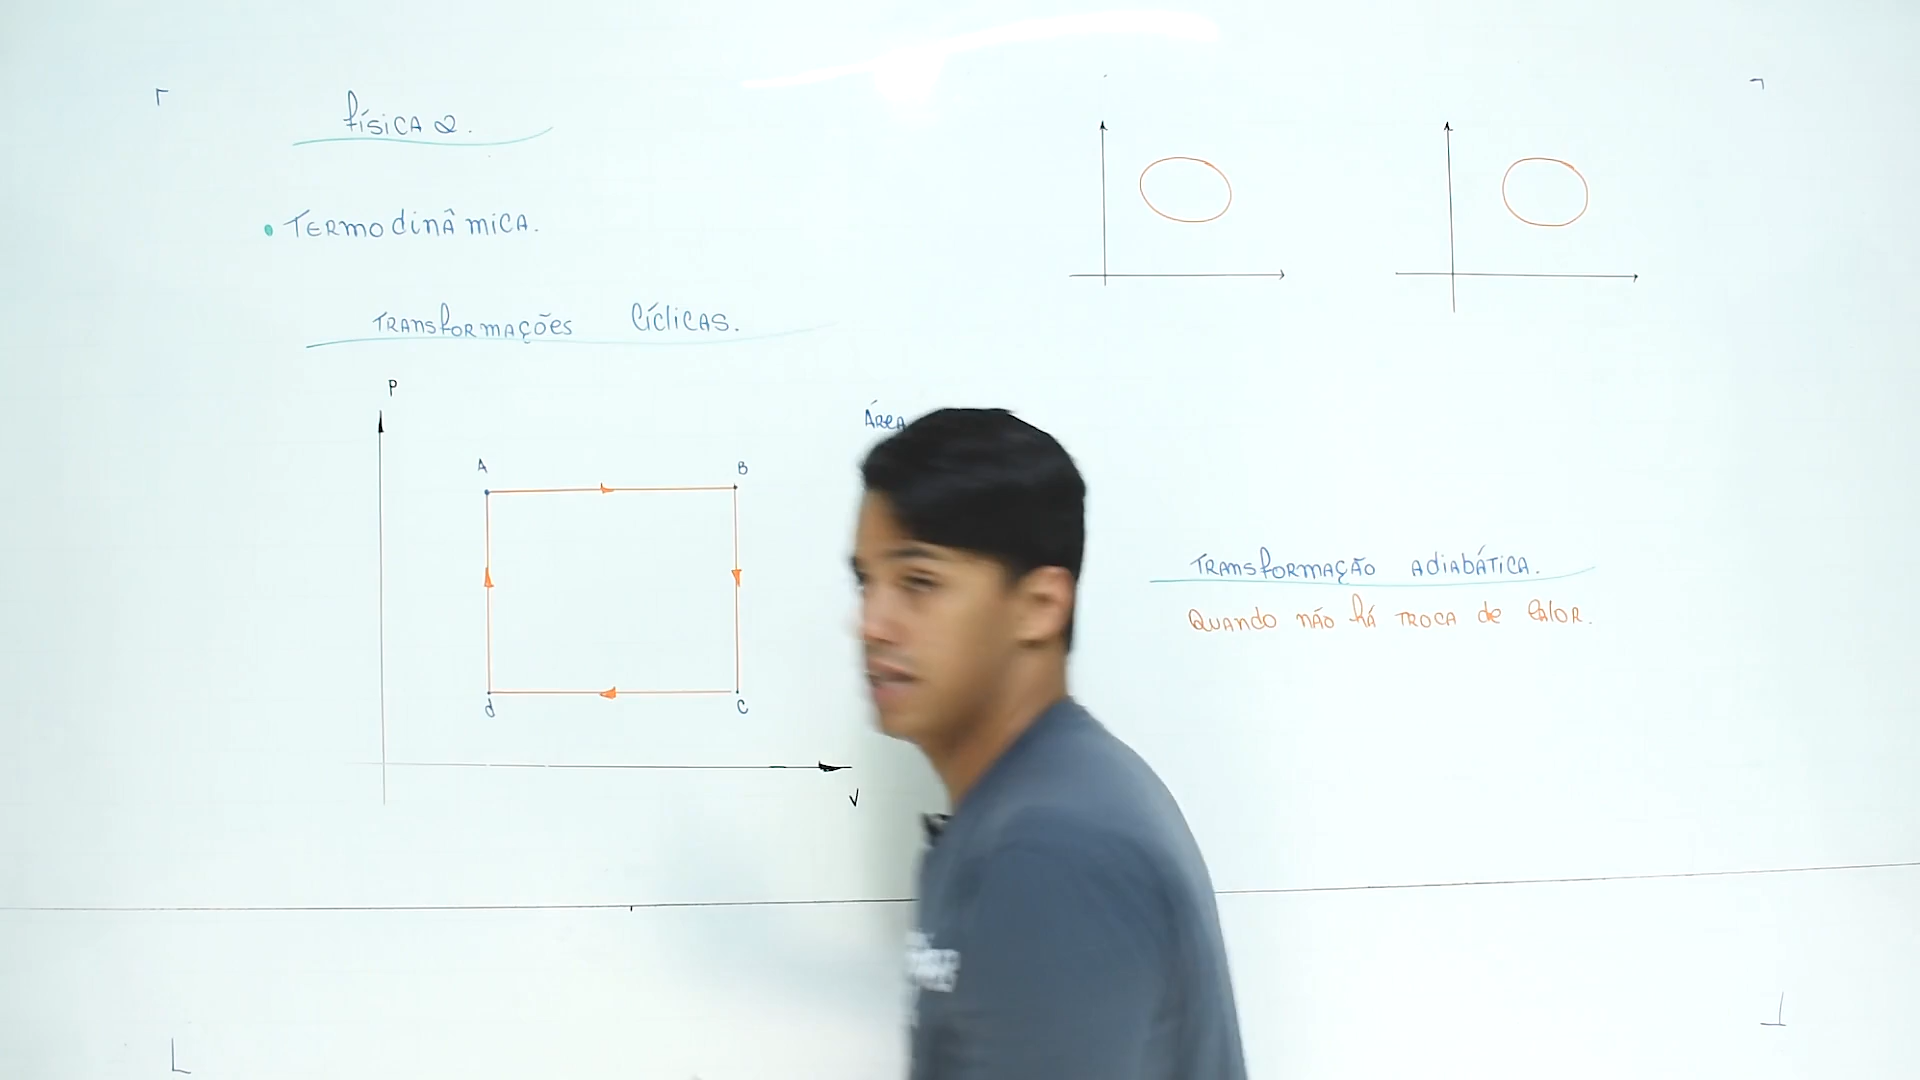 Física 2.
• Termodinâmica.
Transformações Cíclicas.
P
A
B
d
C
V
Área
Transformação Adiabática.
Quando não há troca de calor.